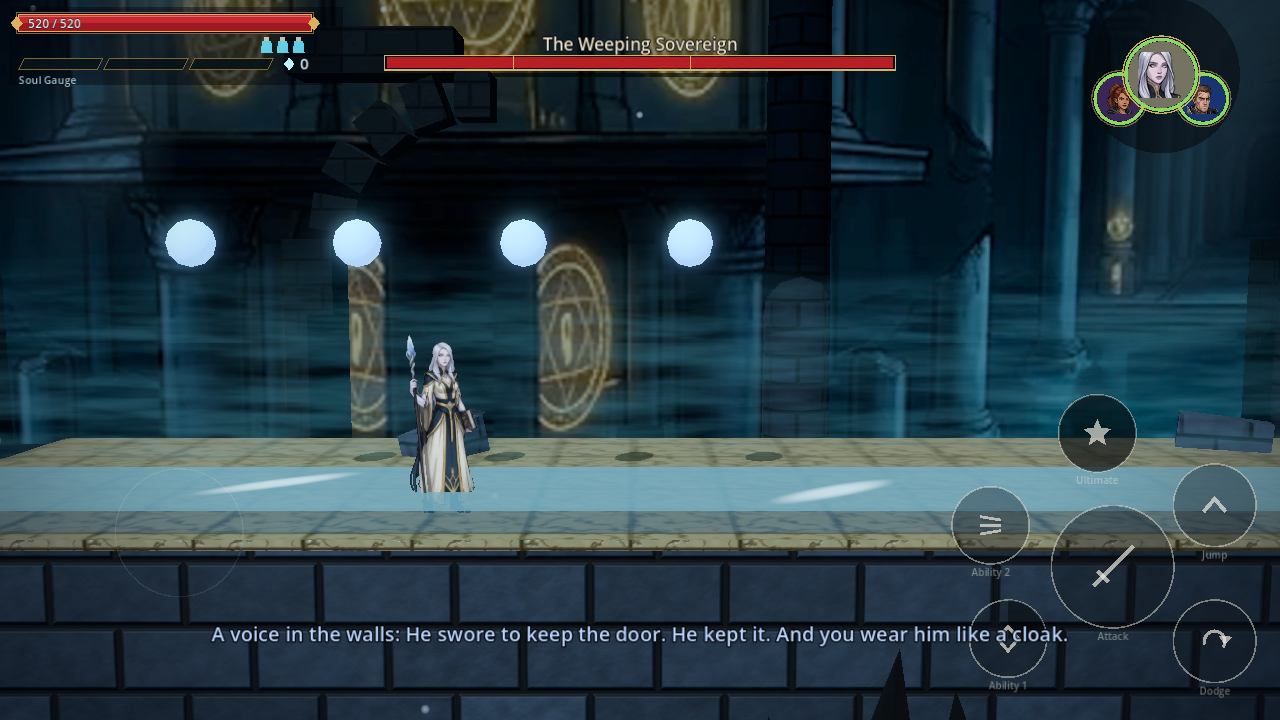 520 / 520
The Weeping Sovereign
0
Soul Gauge
Ultimate
Jump
Ability 2
Attack
A voice in the walls: He swore to keep the door. He kept it. And you wear him like a cloak.
Ability 1
Dodge